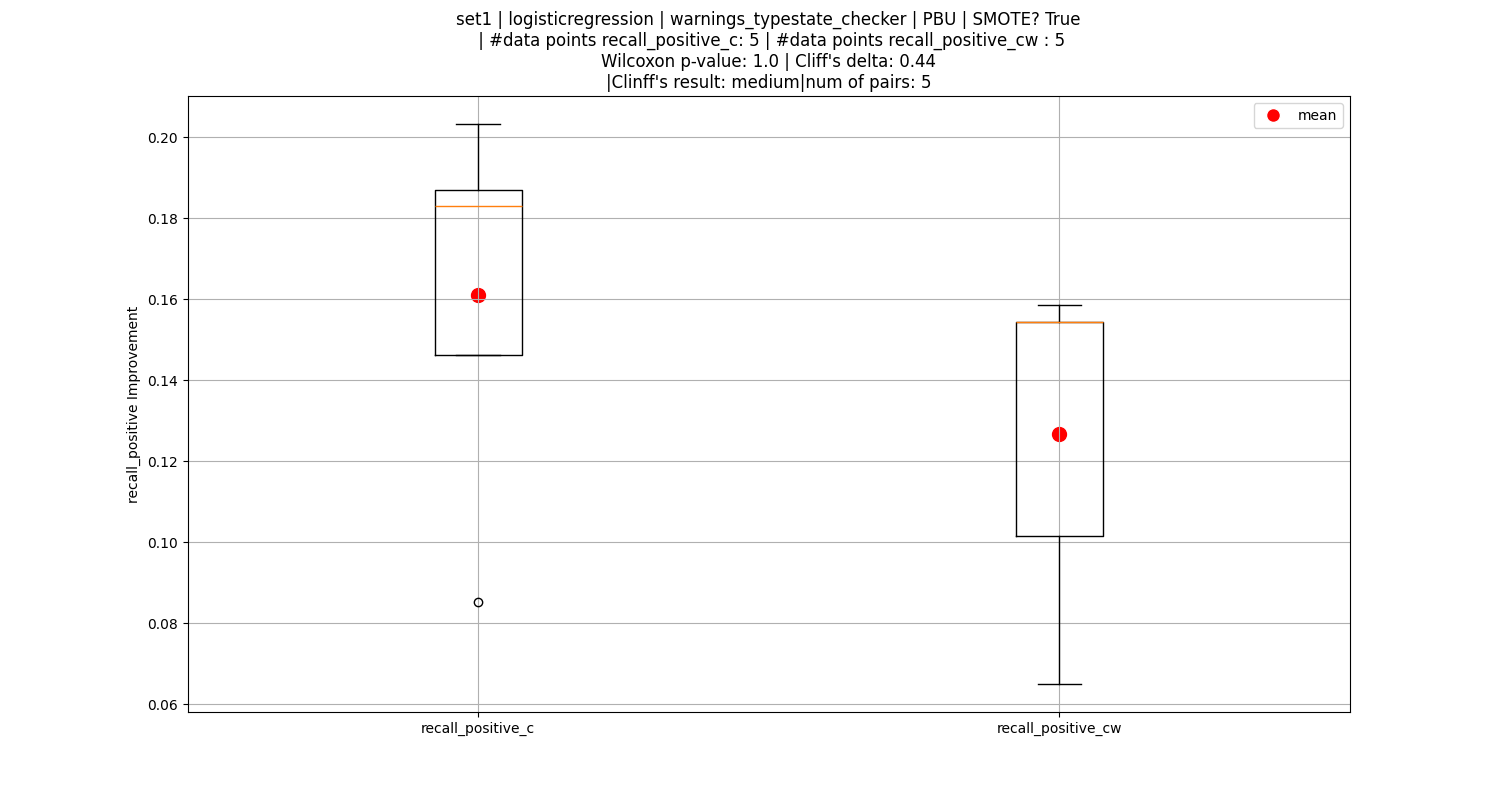 set1 | logisticregression | warnings_typestate_checker | PBU | SMOTE? True
| #data points recall_positive_c: 5 | #data points recall_positive_cw : 5
Wilcoxon p-value: 1.0 | Cliff's delta: 0.44
|Clinff's result: medium|num of pairs: 5
mean
0.20
0.18
0.16
0.14
0.12
0.10
0.08
0.06
recall_positive Improvement
recall_positive_c
recall_positive_cw